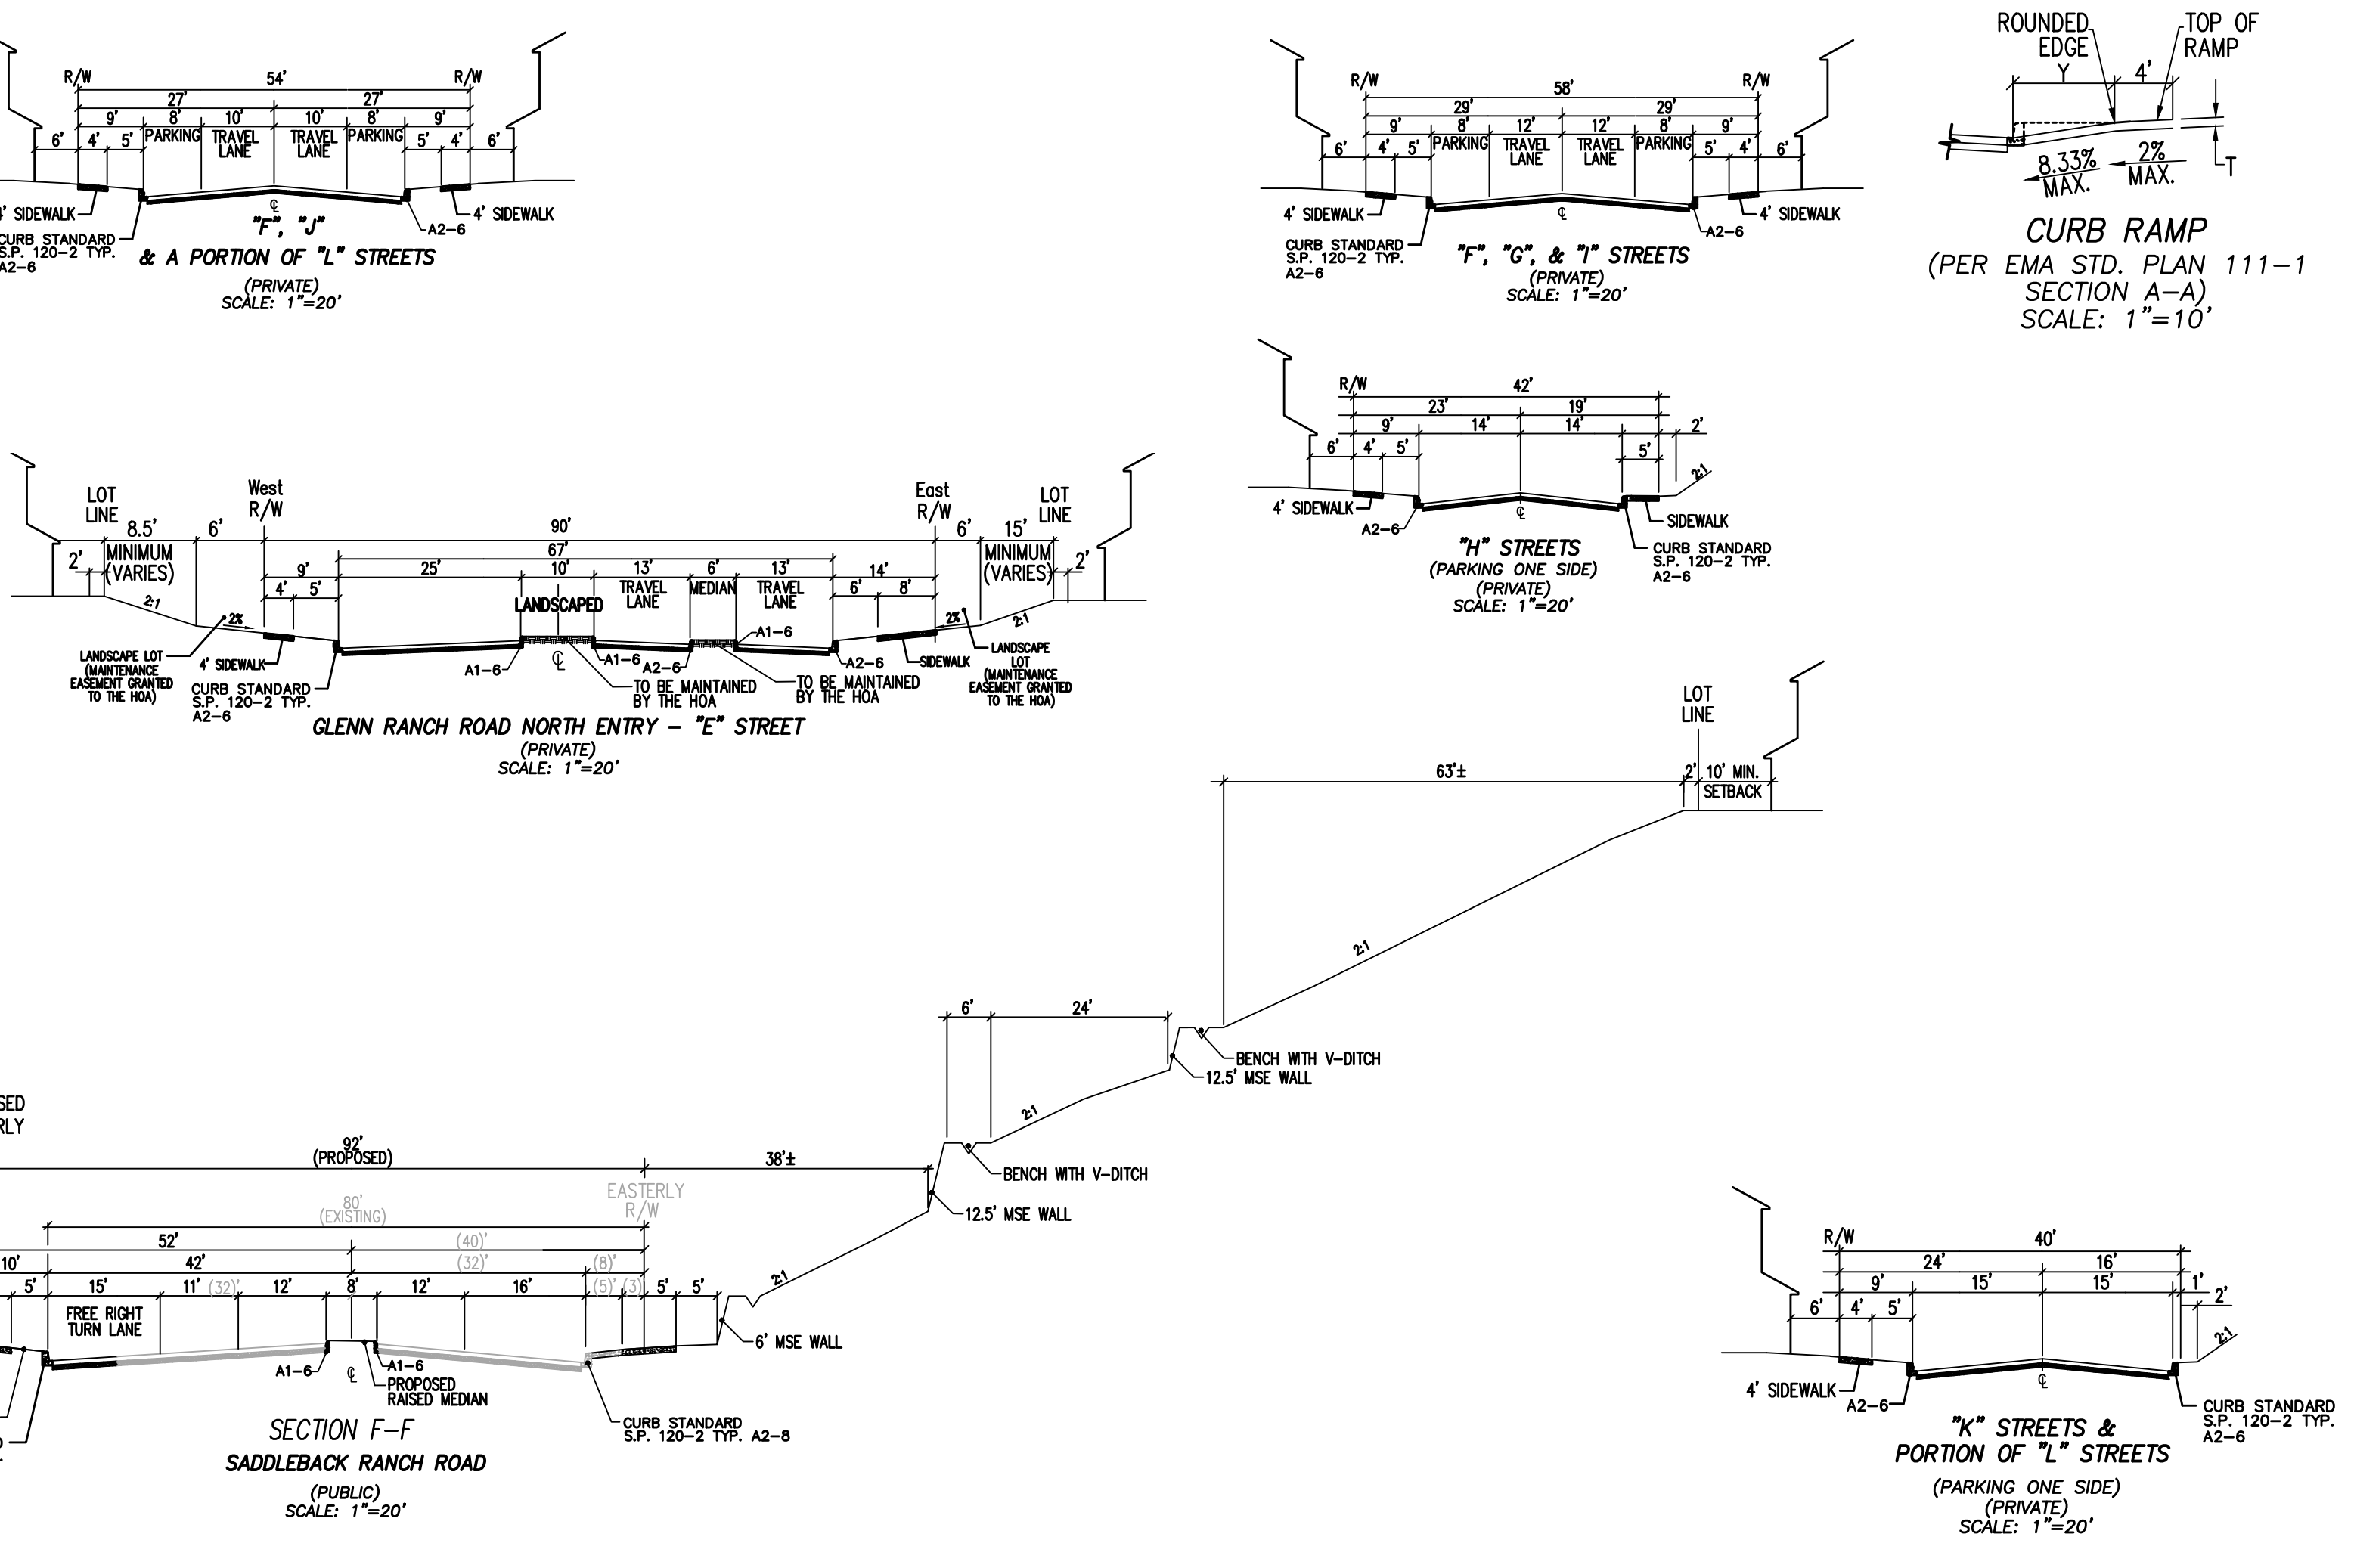 R/W 54' R/W
27' 27'
9' 8' 10' 10' 8' 9'
6' 4' 5' PARKING TRAVEL LANE TRAVEL LANE PARKING 5' 4' 6'
4' SIDEWALK
CURB STANDARD
S.P. 120-2 TYP.
A2-6
℄
A2-6
4' SIDEWALK
"F", "J"
& A PORTION OF "L" STREETS
(PRIVATE)
SCALE: 1"=20'
R/W 58' R/W
29' 29'
9' 8' 12' 12' 8' 9'
6' 4' 5' PARKING TRAVEL LANE TRAVEL LANE PARKING 5' 4' 6'
4' SIDEWALK
CURB STANDARD
S.P. 120-2 TYP.
A2-6
℄
A2-6
4' SIDEWALK
"F", "G", & "I" STREETS
(PRIVATE)
SCALE: 1"=20'
ROUNDED
EDGE
TOP OF
RAMP
Y 4'
8.33%
MAX.
2%
MAX.
T
CURB RAMP
(PER EMA STD. PLAN 111-1
SECTION A-A)
SCALE: 1"=10'
R/W 42'
23' 19'
9' 14' 14' 2'
6' 4' 5' 5'
2:1
4' SIDEWALK
A2-6
℄
SIDEWALK
CURB STANDARD
S.P. 120-2 TYP.
A2-6
"H" STREETS
(PARKING ONE SIDE)
(PRIVATE)
SCALE: 1"=20'
LOT
LINE
West
R/W
East
R/W
LOT
LINE
8.5' 6' 90' 6' 15'
MINIMUM
(VARIES)
MINIMUM
(VARIES)
2' 67' 2'
9' 25' 10' 13' 6' 13' 14'
4' 5' LANDSCAPED TRAVEL LANE MEDIAN TRAVEL LANE 6' 8'
2:1 2% 2% 2:1
LANDSCAPE LOT
(MAINTENANCE
EASEMENT GRANTED
TO THE HOA)
4' SIDEWALK
CURB STANDARD
S.P. 120-2 TYP.
A2-6
A1-6
℄
A1-6
A2-6
A1-6
TO BE MAINTAINED
BY THE HOA
TO BE MAINTAINED
BY THE HOA
A2-6
SIDEWALK
LANDSCAPE
LOT
(MAINTENANCE
EASEMENT GRANTED
TO THE HOA)
GLENN RANCH ROAD NORTH ENTRY - "E" STREET
(PRIVATE)
SCALE: 1"=20'
LOT
LINE
63'± 2' 10' MIN.
SETBACK
2:1
6' 24'
BENCH WITH V-DITCH
12.5' MSE WALL
2:1
BENCH WITH V-DITCH
12.5' MSE WALL
SED
RLY
92'
(PROPOSED)
38'±
80'
(EXISTING)
EASTERLY
R/W
52' (40)'
10' 42' (32)' (8)'
5' 15' 11' (32)' 12' 8' 12' 16' (5)' (3) 5' 5'
FREE RIGHT
TURN LANE
2:1
6' MSE WALL
A1-6
℄
A1-6
PROPOSED
RAISED MEDIAN
CURB STANDARD
S.P. 120-2 TYP. A2-8
SECTION F-F
SADDLEBACK RANCH ROAD
(PUBLIC)
SCALE: 1"=20'
R/W 40'
24' 16'
9' 15' 15' 1'
6' 4' 5' 2'
2:1
4' SIDEWALK
A2-6
℄
CURB STANDARD
S.P. 120-2 TYP.
A2-6
"K" STREETS &
PORTION OF "L" STREETS
(PARKING ONE SIDE)
(PRIVATE)
SCALE: 1"=20'